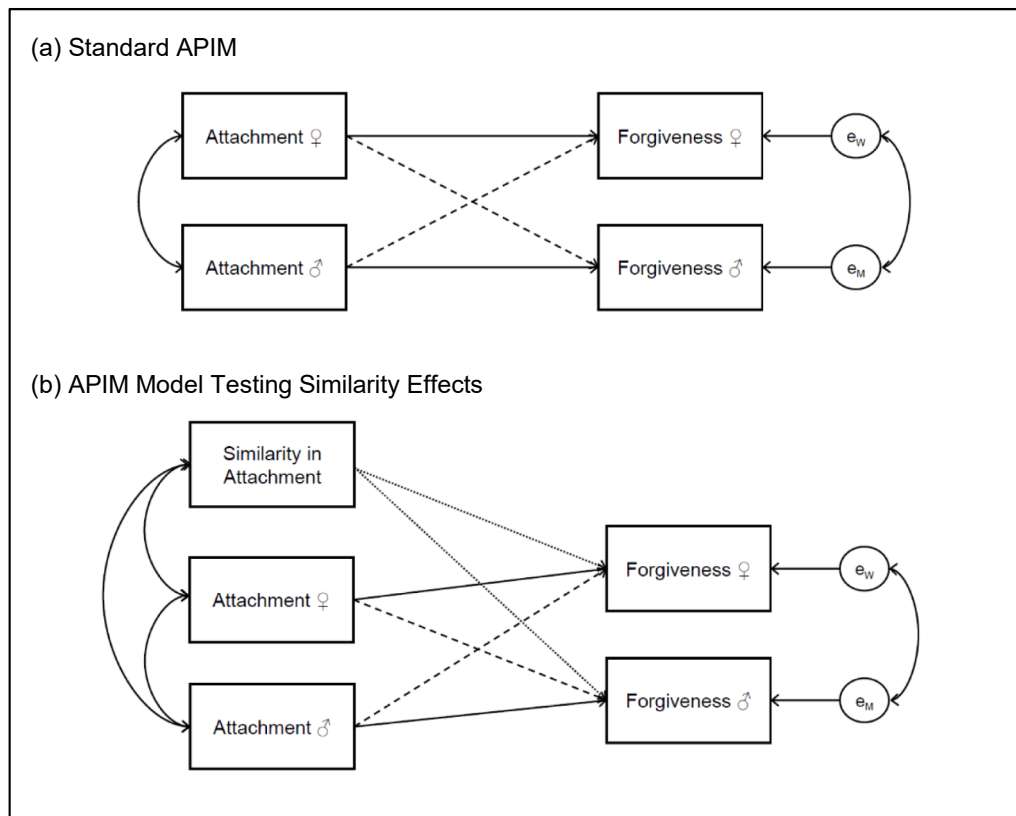 (a) Standard APIM
Attachment ♀
Forgiveness ♀
eW
Attachment ♂
Forgiveness ♂
eM
(b) APIM Model Testing Similarity Effects
Similarity in
Attachment
Forgiveness ♀
eW
Attachment ♀
Forgiveness ♂
eM
Attachment ♂